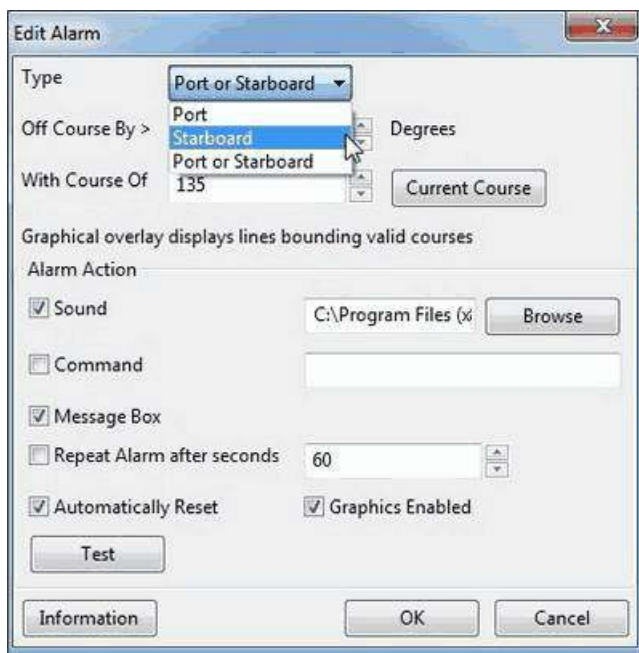 Edit Alarm
Type
Port or Starboard
Port
Off Course By >
Starboard
Degrees
Port or Starboard
With Course Of
135
Current Course
Graphical overlay displays lines bounding valid courses
Alarm Action
Sound
C:\Program Files (x
Browse
Command
Message Box
Repeat Alarm after seconds
60
Automatically Reset
Graphics Enabled
Test
Information
OK
Cancel